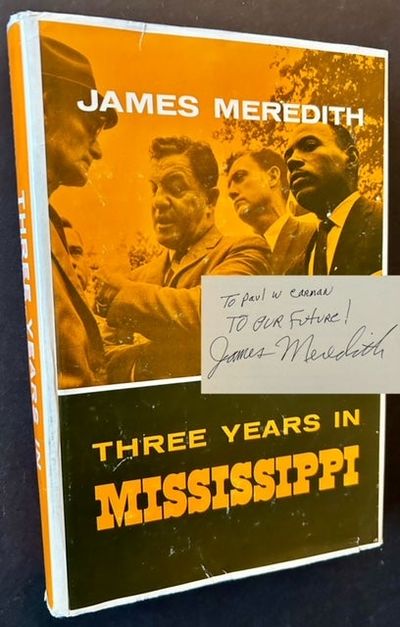 JAMES MEREDITH
To Paul W Carman
TO OUR FUTURE!
James Meredith
THREE YEARS IN
MISSISSIPPI
THREE YEARS IN